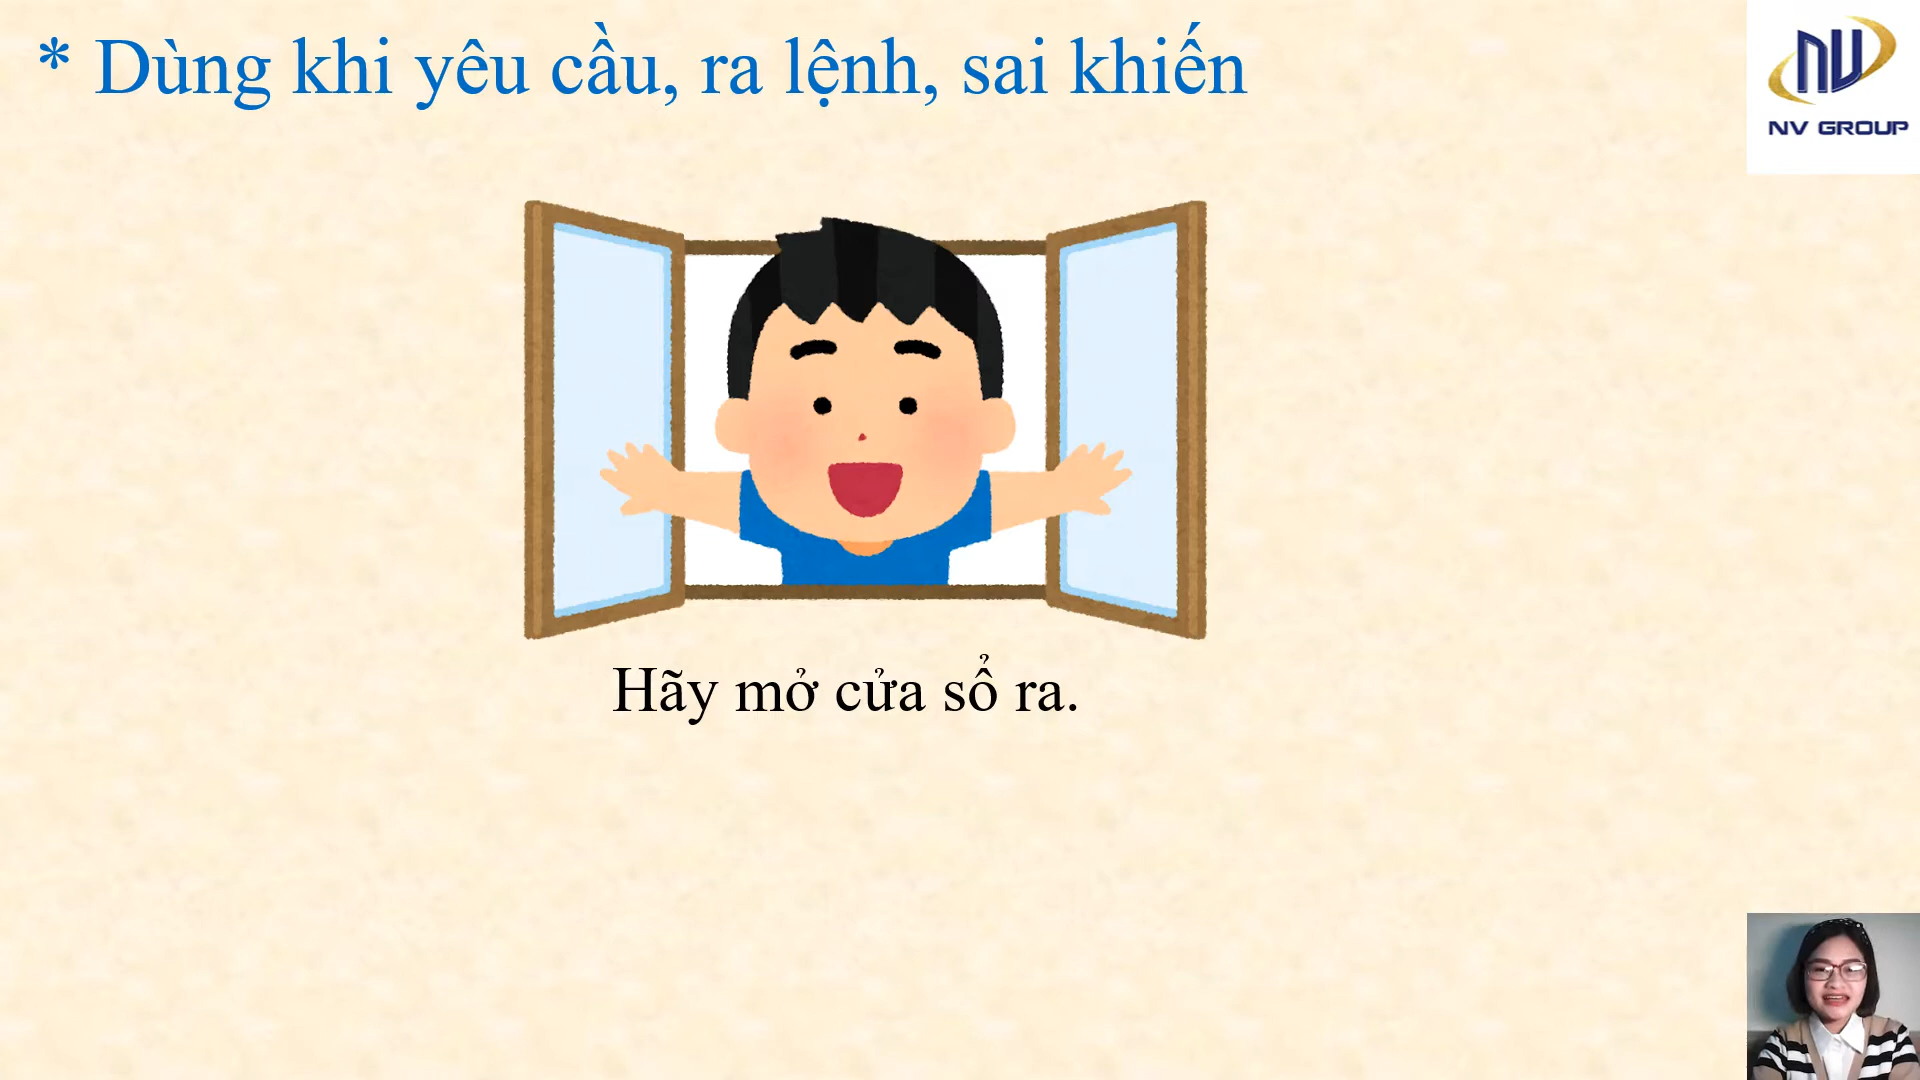 * Dùng khi yêu cầu, ra lệnh, sai khiến
NV GROUP
Hãy mở cửa sổ ra.